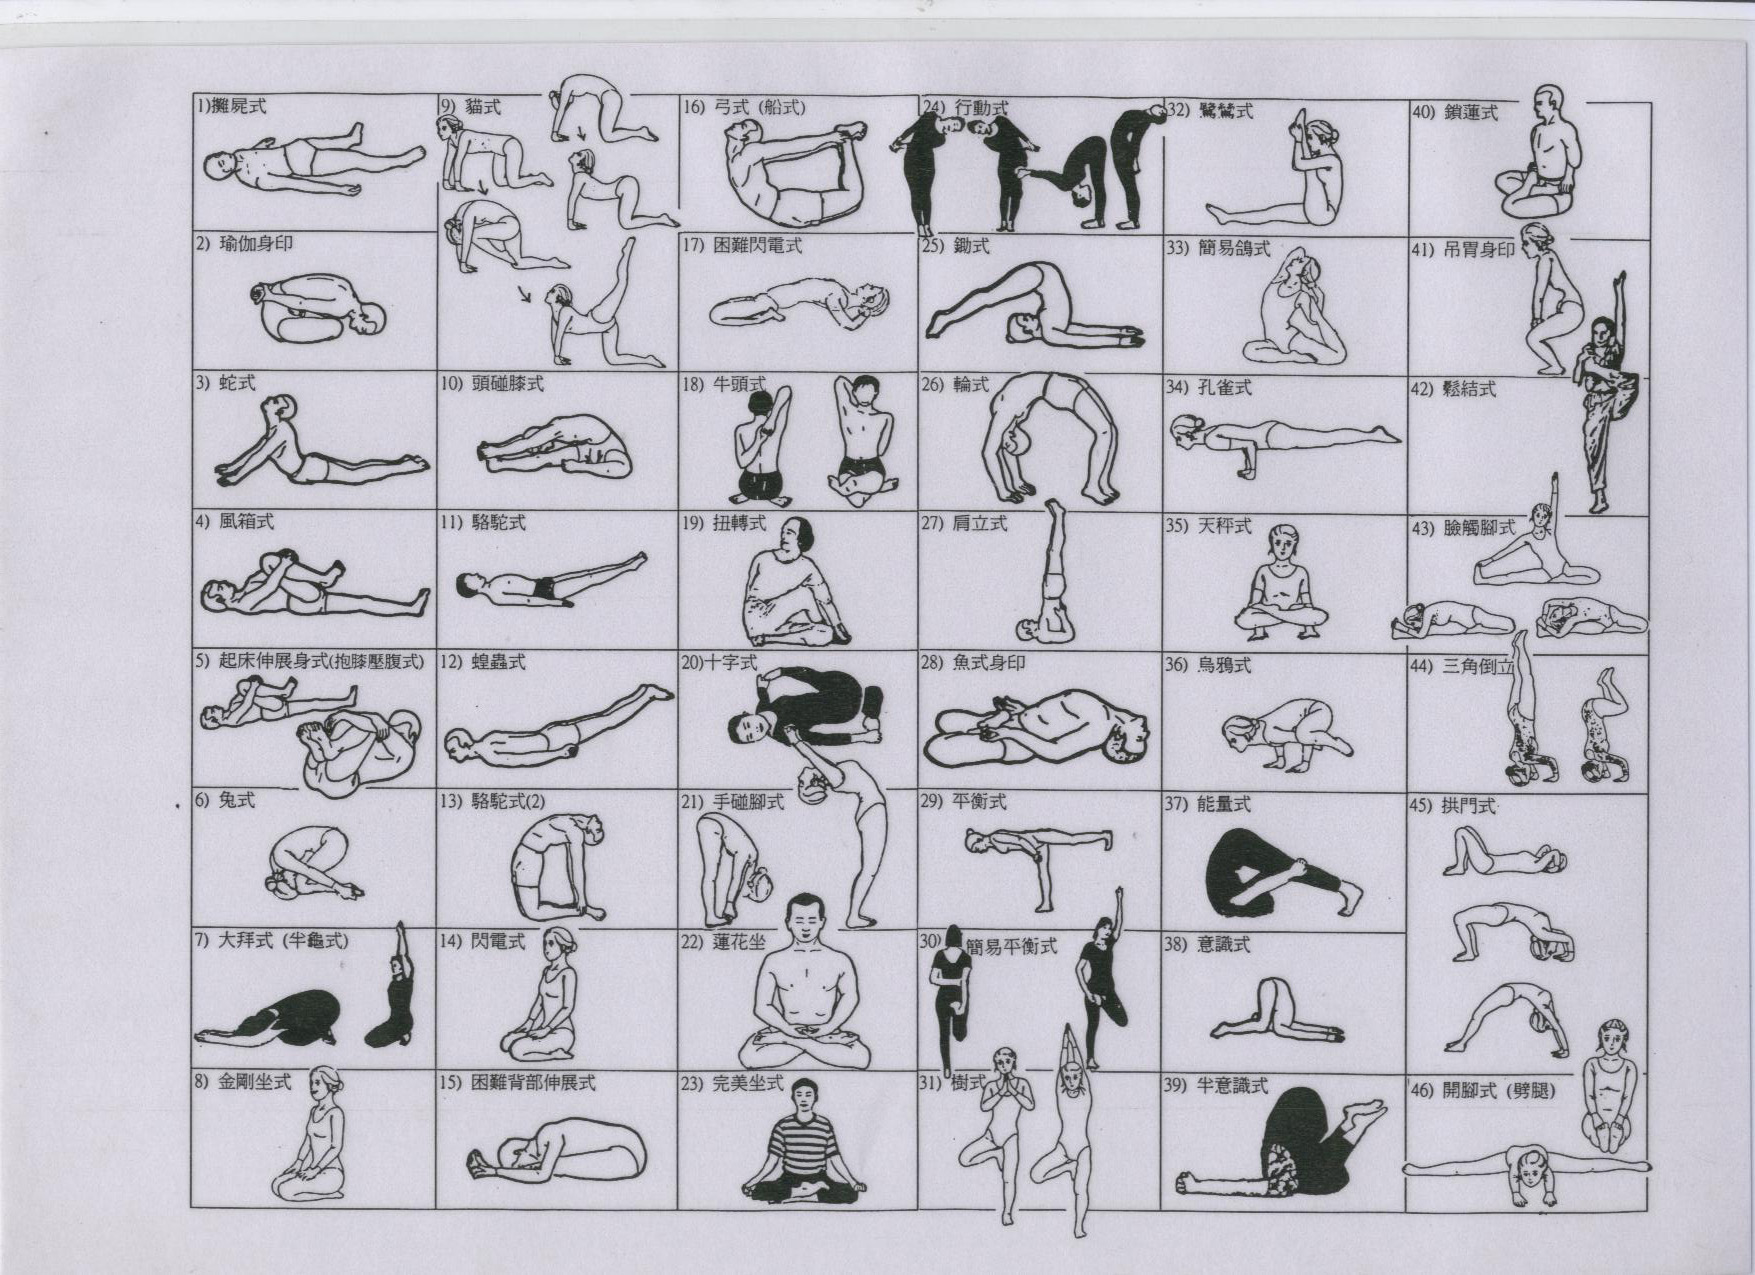 1)攤屍式
2) 瑜伽身印
3) 蛇式
4) 風箱式
5) 起床伸展身式(抱膝壓腹式)
6) 兔式
7) 大拜式 (半龜式)
8) 金剛坐式
9) 貓式
10) 頭碰膝式
11) 駱駝式
12) 蝗蟲式
13) 駱駝式(2)
14) 閃電式
15) 困難背部伸展式
16) 弓式 (船式)
17) 困難閃電式
18) 牛頭式
19) 扭轉式
20)十字式
21) 手碰腳式
22) 蓮花坐
23) 完美坐式
24) 行動式
25) 鋤式
26) 輪式
27) 肩立式
28) 魚式身印
29) 平衡式
30) 簡易平衡式
31) 樹式
32) 鷺鷥式
33) 簡易鴿式
34) 孔雀式
35) 天秤式
36) 烏鴉式
37) 能量式
38) 意識式
39) 半意識式
40) 鎖蓮式
41) 吊胃身印
42) 鬆結式
43) 臉觸腳式
44) 三角倒立
45) 拱門式
46) 開腳式 (劈腿)